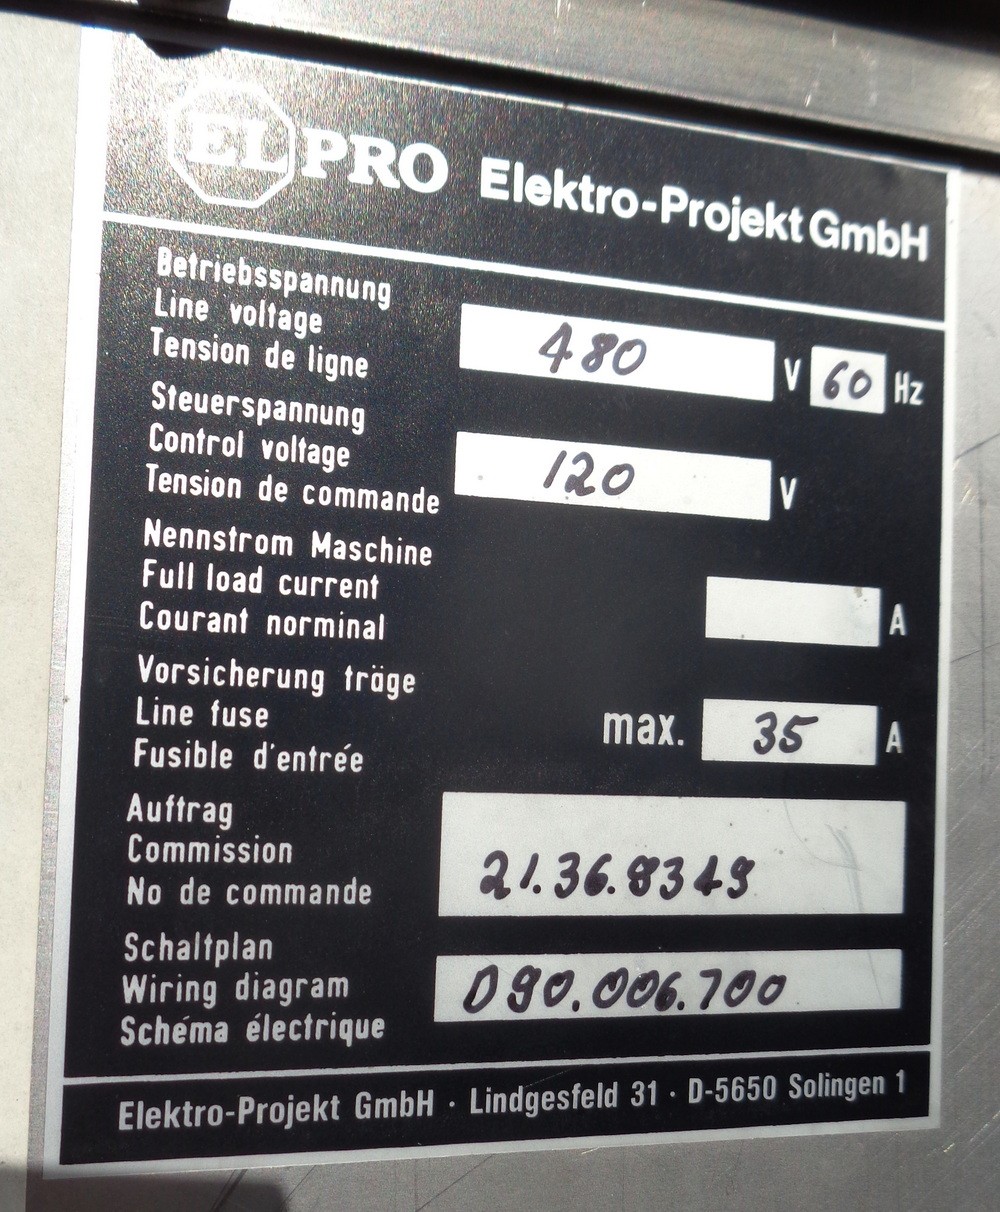 ELPRO Elektro-Projekt GmbH
Betriebsspannung
Line voltage
Tension de ligne
480 V 60 Hz
Steuerspannung
Control voltage
Tension de commande
120 V
Nennstrom Maschine
Full load current
Courant norminal
A
Vorsicherung träge
Line fuse
Fusible d'entrée
max. 35 A
Auftrag
Commission
No de commande
21.36.8349
Schaltplan
Wiring diagram
Schéma électrique
D90.006.700
Elektro-Projekt GmbH · Lindgesfeld 31 · D-5650 Solingen 1